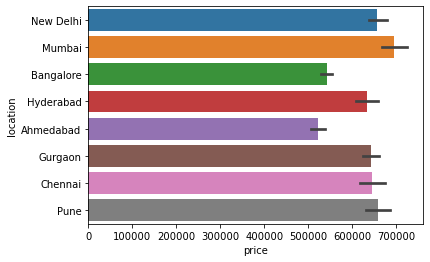 New Delhi
Mumbai
Bangalore
Hyderabad
Ahmedabad
Gurgaon
Chennai
Pune
location
0 100000 200000 300000 400000 500000 600000 700000
price